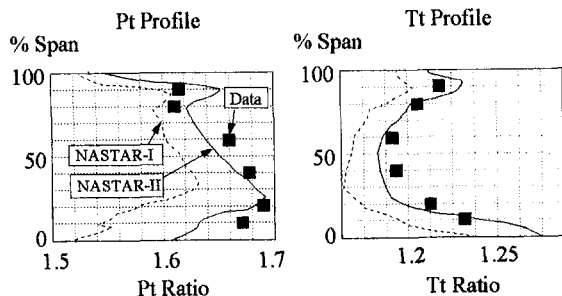 Pt Profile
Tt Profile
% Span
% Span
100
50
0
Data
NASTAR-I
NASTAR-II
1.5
1.6
1.7
Pt Ratio
100
50
0
1.2
1.25
Tt Ratio